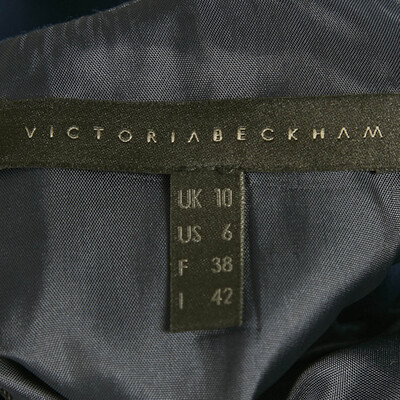 VICTORIABECKHAM
UK 10
US 6
F 38
I 42